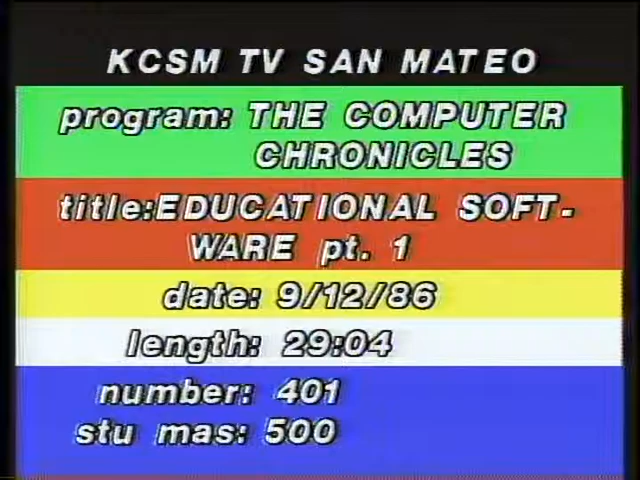 KCSM TV SAN MATEO
program: THE COMPUTER
CHRONICLES
title:EDUCATIONAL SOFT-
WARE pt. 1
date: 9/12/86
length: 29:04
number: 401
stu mas: 500